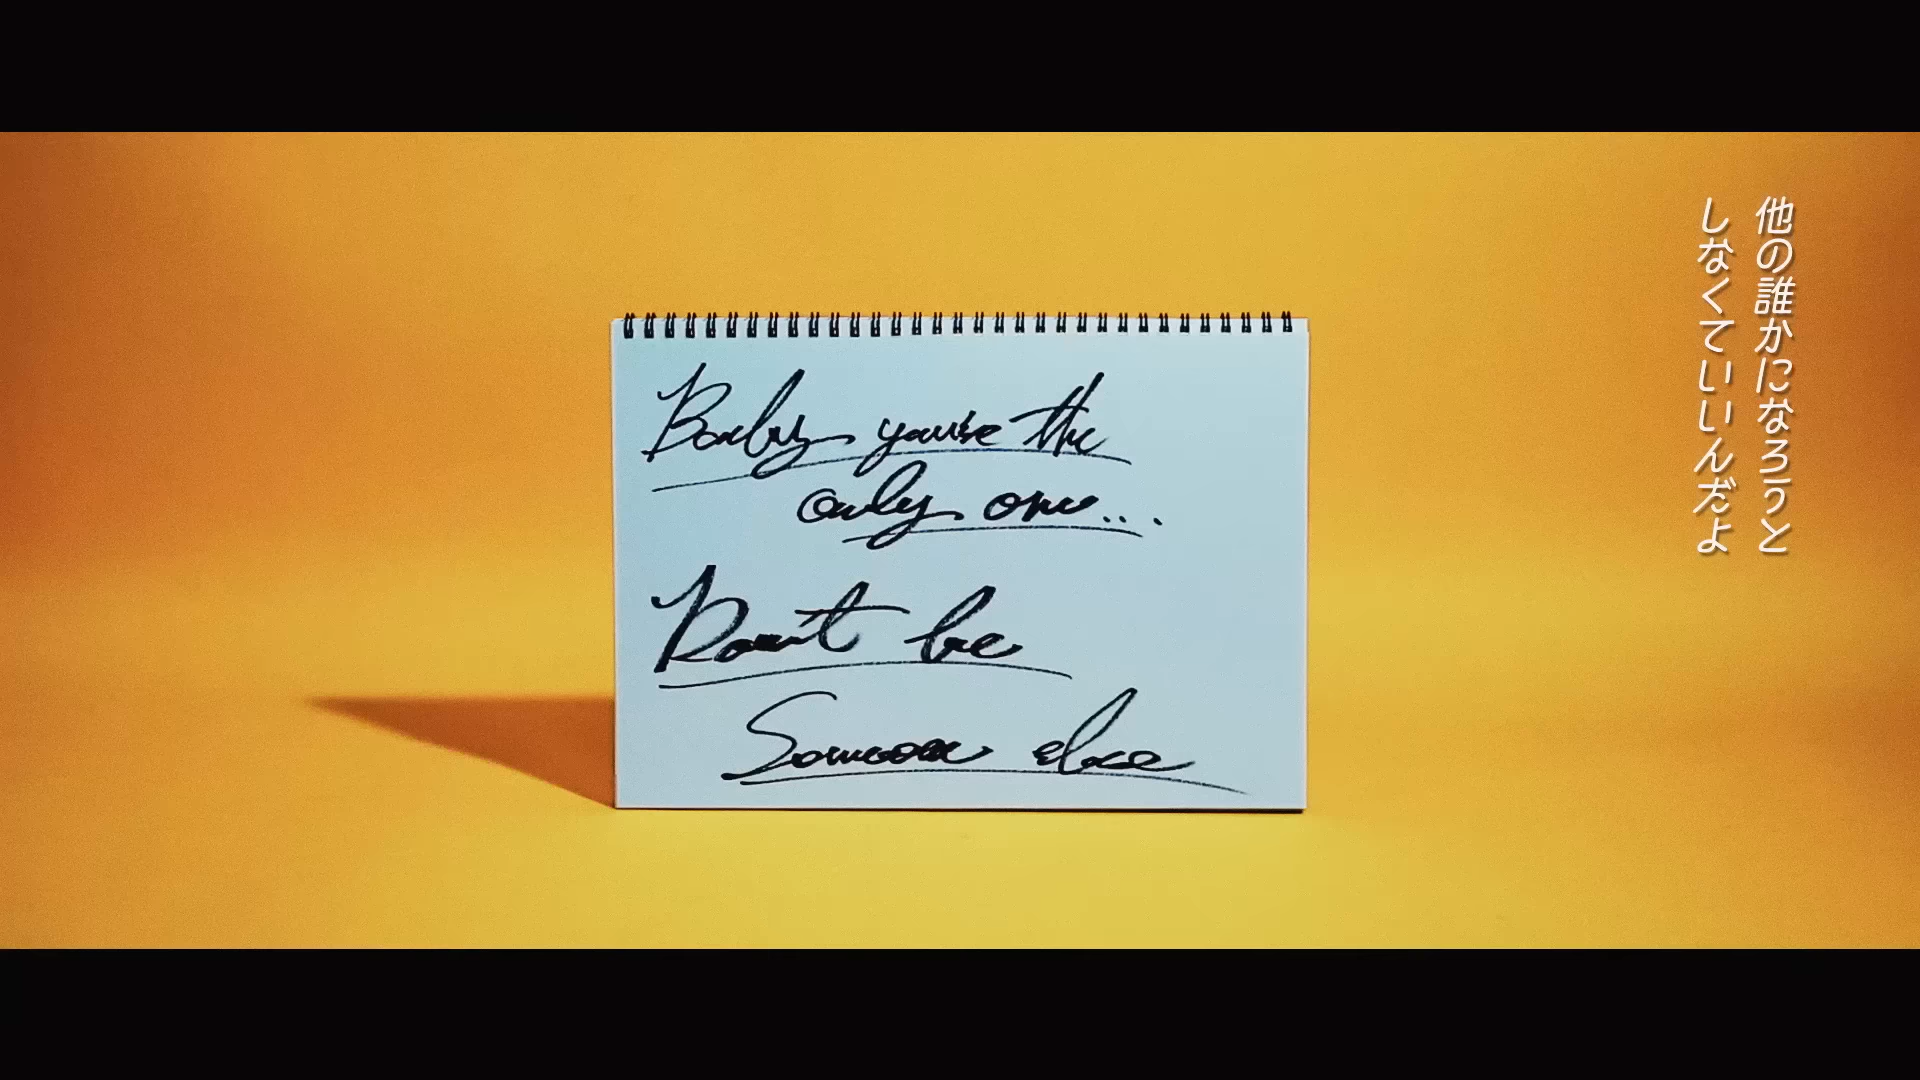 Baby you're the
only one...
Don't be
Someone else
他の誰かになろうと
しなくていいんだよ